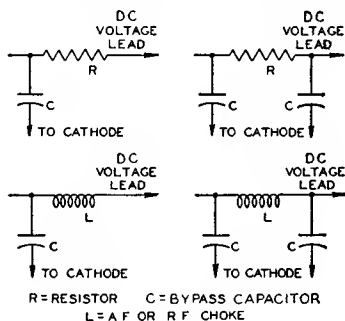 DC
VOLTAGE
LEAD
R
C
TO CATHODE
DC
VOLTAGE
LEAD
R
C
C
TO CATHODE
DC
VOLTAGE
LEAD
L
C
TO CATHODE
DC
VOLTAGE
LEAD
L
C
C
TO CATHODE
R=RESISTOR C=BYPASS CAPACITOR
L=A F OR R F CHOKE